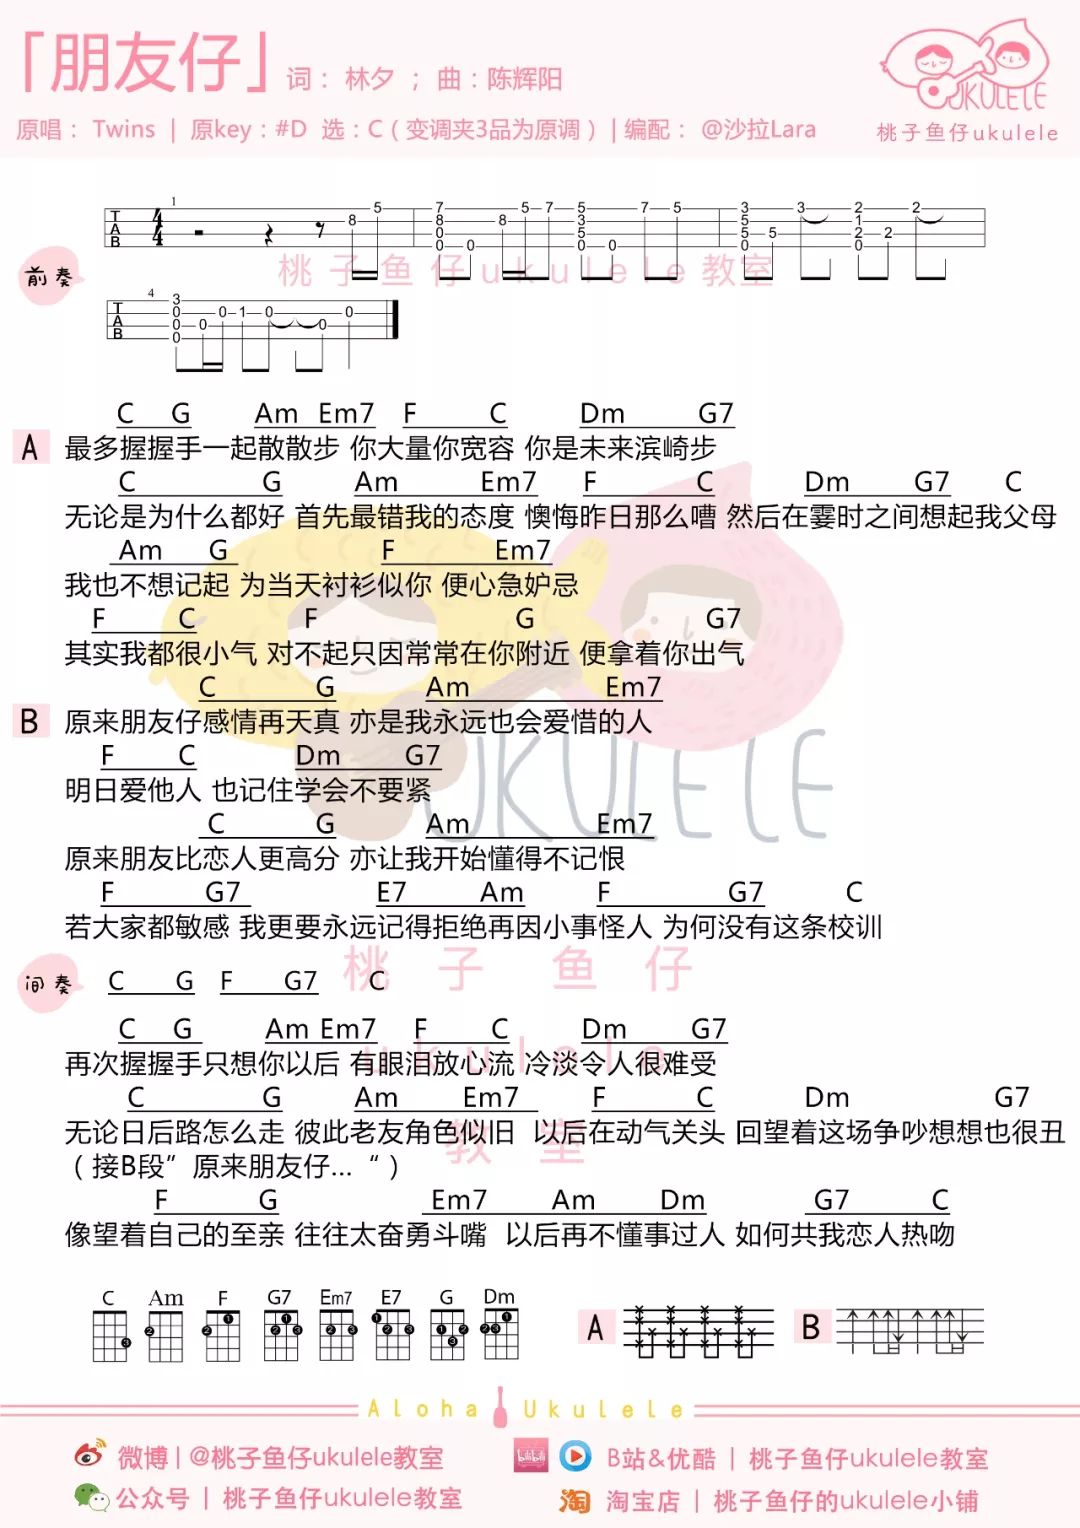 「朋友仔」 词： 林夕 ； 曲：陈辉阳
原唱： Twins | 原key：#D 选：C（变调夹3品为原调）| 编配： @沙拉Lara
UKULELE
桃子鱼仔ukulele
前奏
桃子鱼仔ukulele教室
C G Am Em7 F C Dm G7
A 最多握握手一起散散步 你大量你宽容 你是未来滨崎步
C G Am Em7 F C Dm G7 C
无论是为什么都好 首先最错我的态度 懊悔昨日那么嘈 然后在霎时之间想起我父母
Am G F Em7
我也不想记起 为当天衬衫似你 便心急妒忌
F C F G G7
其实我都很小气 对不起只因常常在你附近 便拿着你出气
C G Am Em7
B 原来朋友仔感情再天真 亦是我永远也会爱惜的人
F C Dm G7
明日爱他人 也记住学会不要紧
UKULELE
C G Am Em7
原来朋友比恋人更高分 亦让我开始懂得不记恨
F G7 E7 Am F G7 C
若大家都敏感 我更要永远记得拒绝再因小事怪人 为何没有这条校训
桃子鱼仔
间奏 C G F G7 C
C G Am Em7 F C Dm G7
ukulele
再次握握手只想你以后 有眼泪放心流 冷淡令人很难受
C G Am Em7 F C Dm G7
教室
无论日后路怎么走 彼此老友角色似旧 以后在动气关头 回望着这场争吵想想也很丑
（接B段”原来朋友仔...“）
F G Em7 Am Dm G7 C
像望着自己的至亲 往往太奋勇斗嘴 以后再不懂事过人 如何共我恋人热吻
C Am F G7 Em7 E7 G Dm
A B
Aloha Ukulele
微博 | @桃子鱼仔ukulele教室
B站&优酷 | 桃子鱼仔ukulele教室
公众号 | 桃子鱼仔ukulele教室
淘 淘宝店 | 桃子鱼仔的ukulele小铺